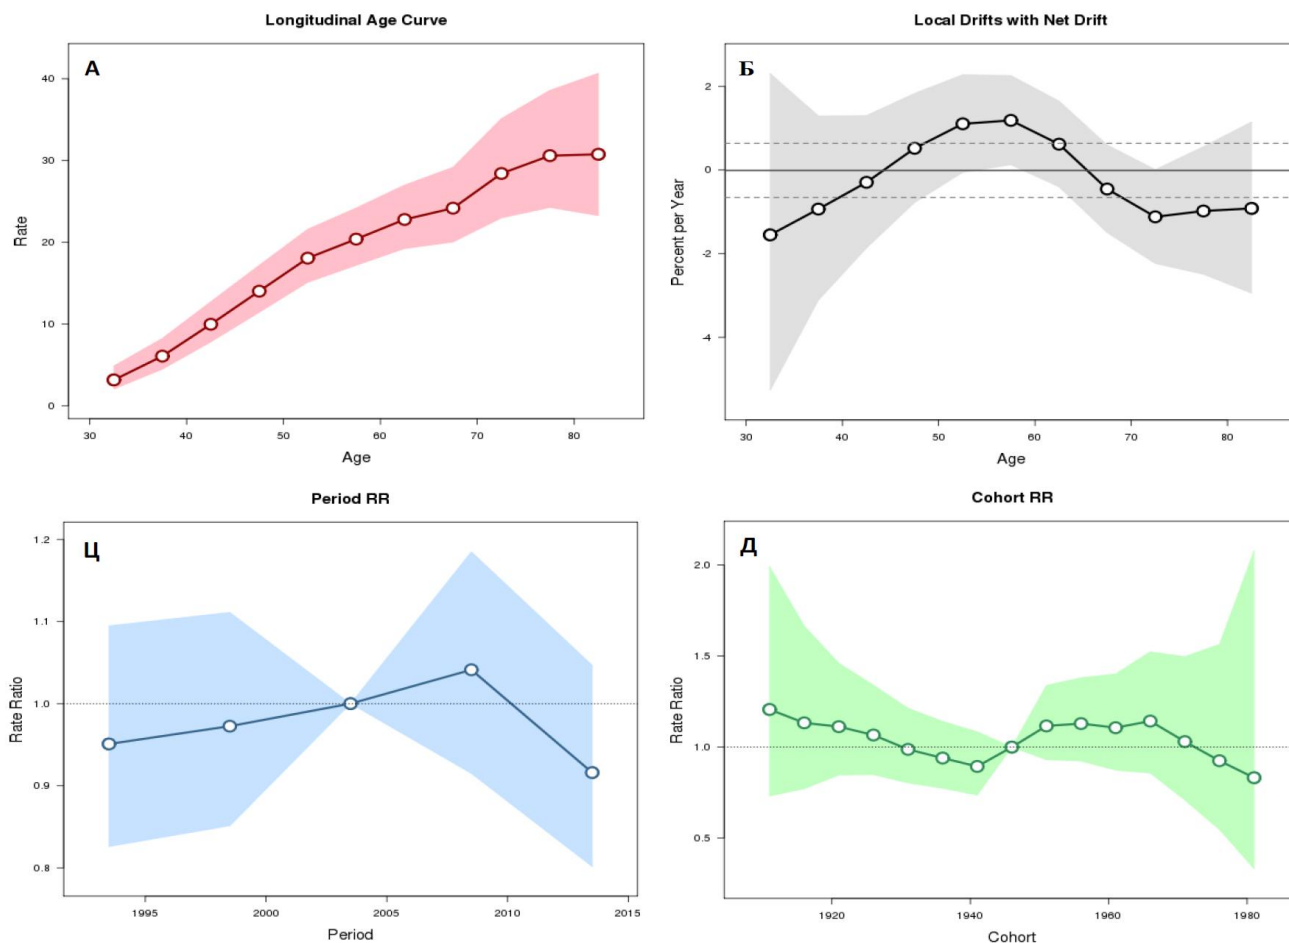 Longitudinal Age Curve
А
Rate
40
30
20
10
0
30 40 50 60 70 80
Age
Local Drifts with Net Drift
Б
Percent per Year
2
0
-2
-4
30 40 50 60 70 80
Age
Period RR
Ц
Rate Ratio
1.2
1.1
1.0
0.9
0.8
1995 2000 2005 2010 2015
Period
Cohort RR
Д
Rate Ratio
2.0
1.5
1.0
0.5
1920 1940 1960 1980
Cohort